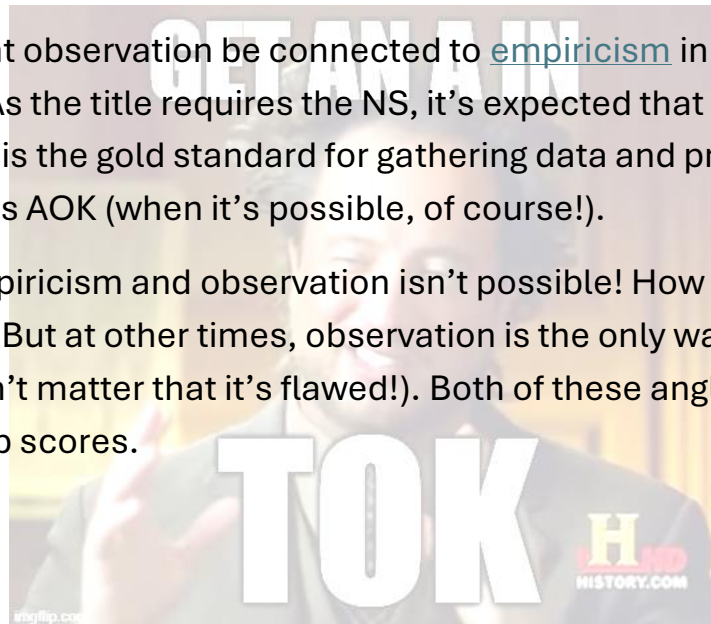 GET AN A IN
nt observation be connected to empiricism in
As the title requires the NS, it's expected that
is the gold standard for gathering data and pr
s AOK (when it's possible, of course!).
piricism and observation isn't possible! How
But at other times, observation is the only wa
n't matter that it's flawed!). Both of these ang
p scores.
TOK
H HD
HISTORY.COM
imgflip.co